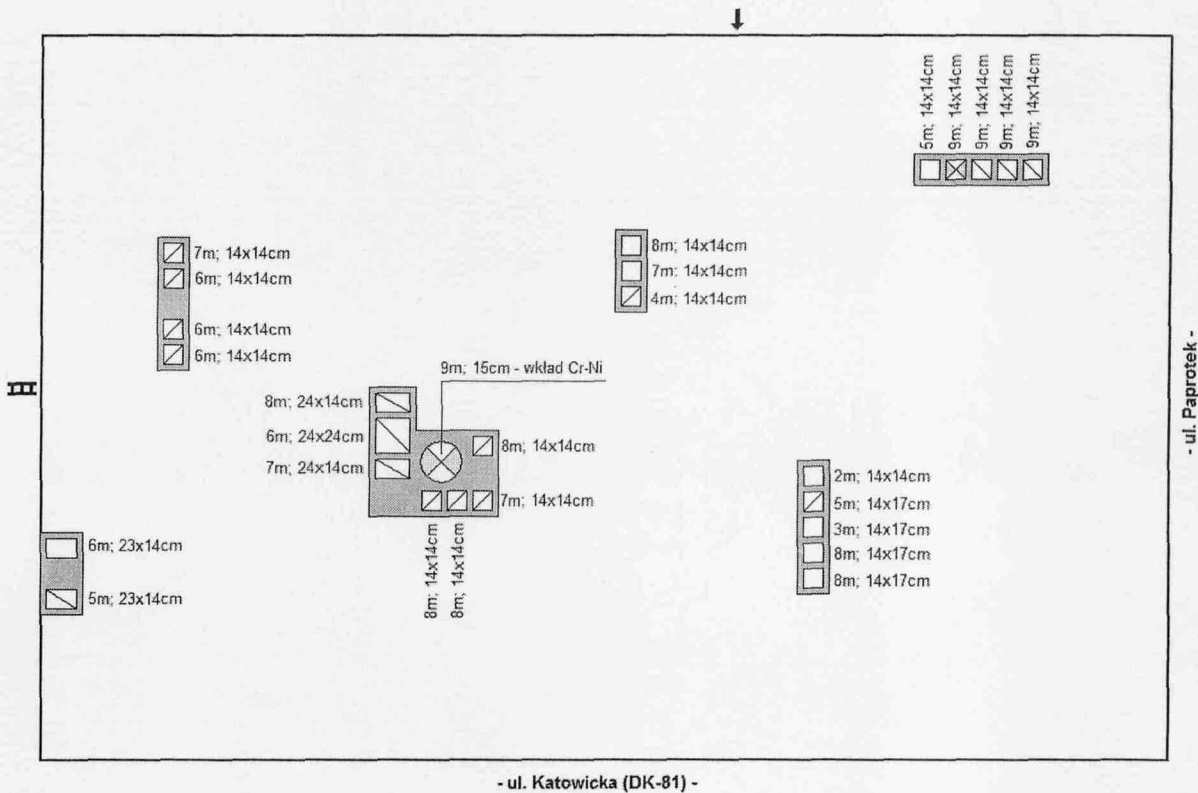 5m; 14x14cm
9m; 14x14cm
9m; 14x14cm
9m; 14x14cm
9m; 14x14cm
7m; 14x14cm
6m; 14x14cm
6m; 14x14cm
6m; 14x14cm
8m; 14x14cm
7m: 14x14cm
4m; 14x14cm
9m; 15cm - wkład Cr-Ni
8m; 24x14cm
6m; 24x24cm
7m; 24x14cm
8m; 14x14cm
7m; 14x14cm
8m; 14x14cm
8m; 14x14cm
2m; 14x14cm
5m; 14x17cm
3m; 14x17cm
8m; 14x17cm
8m; 14x17cm
6m; 23x14cm
5m; 23x14cm
- ul. Paprotek -
- ul. Katowicka (DK-81) -